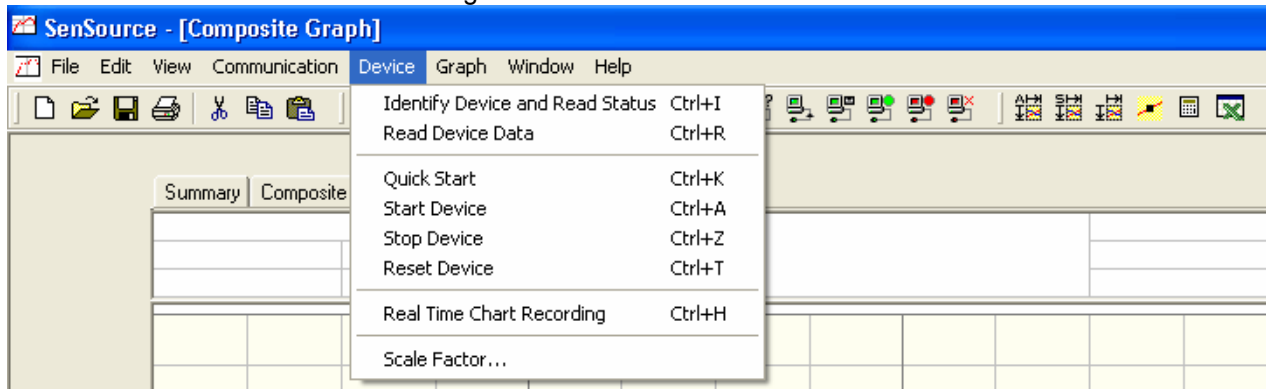 SenSource - [Composite Graph]
File Edit View Communication Device Graph Window Help
Identify Device and Read Status Ctrl+I
Read Device Data Ctrl+R
Quick Start Ctrl+K
Summary Composite
Start Device Ctrl+A
Stop Device Ctrl+Z
Reset Device Ctrl+T
Real Time Chart Recording Ctrl+H
Scale Factor...